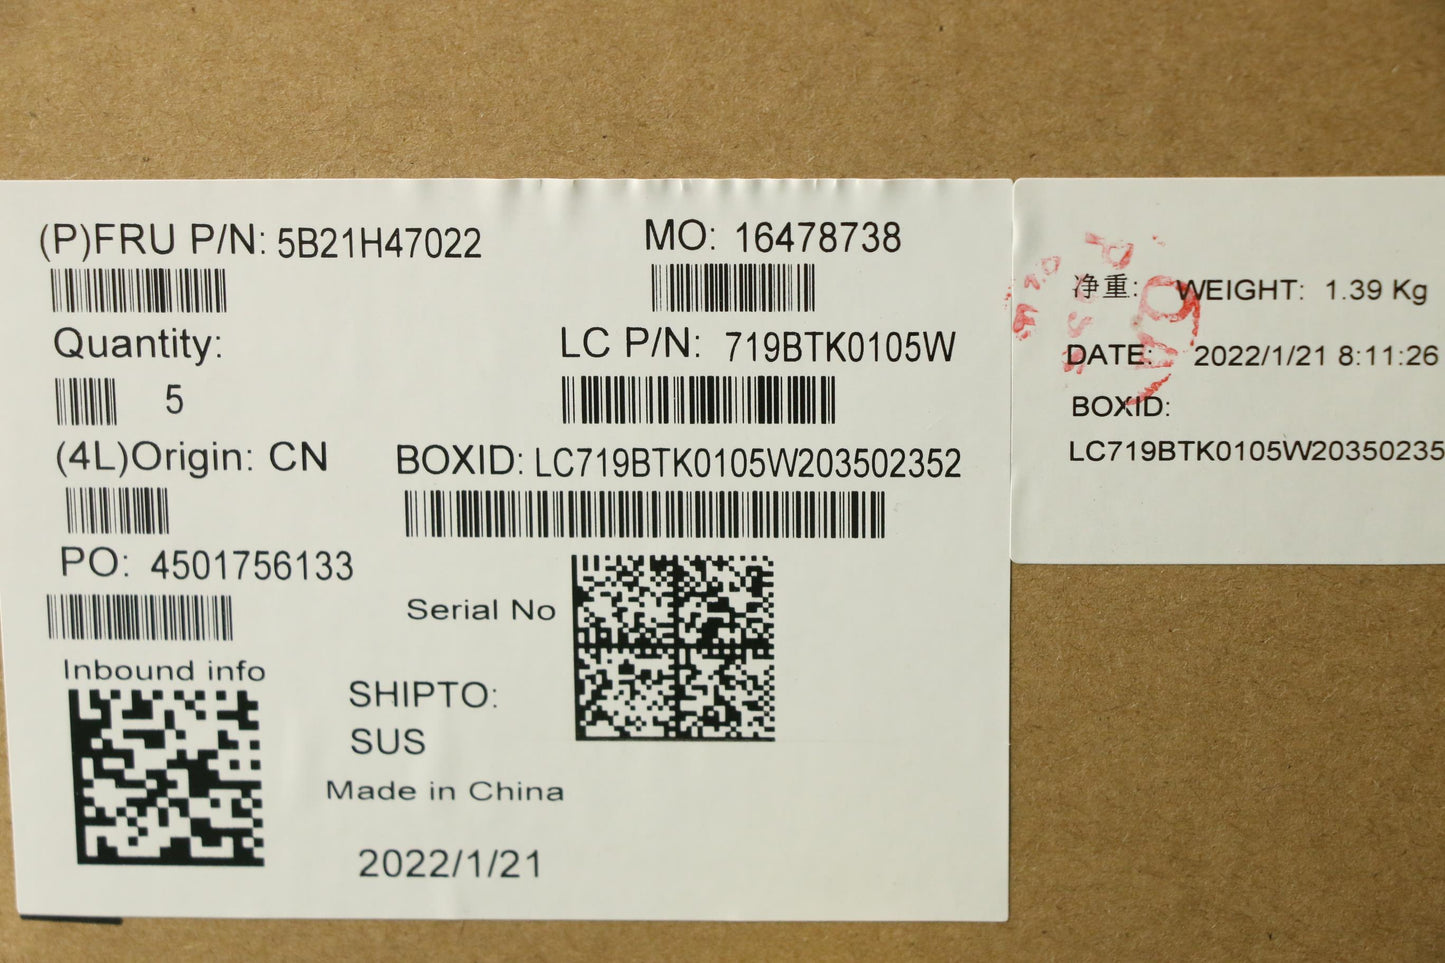 (P)FRU P/N: 5B21H47022
MO: 16478738
Quantity:
5
LC P/N: 719BTK0105W
(4L)Origin: CN
BOXID: LC719BTK0105W203502352
PO: 4501756133
Serial No
Inbound info
SHIPTO:
SUS
Made in China
2022/1/21
净重: WEIGHT: 1.39 Kg
DATE: 2022/1/21 8:11:26
BOXID:
LC719BTK0105W20350235